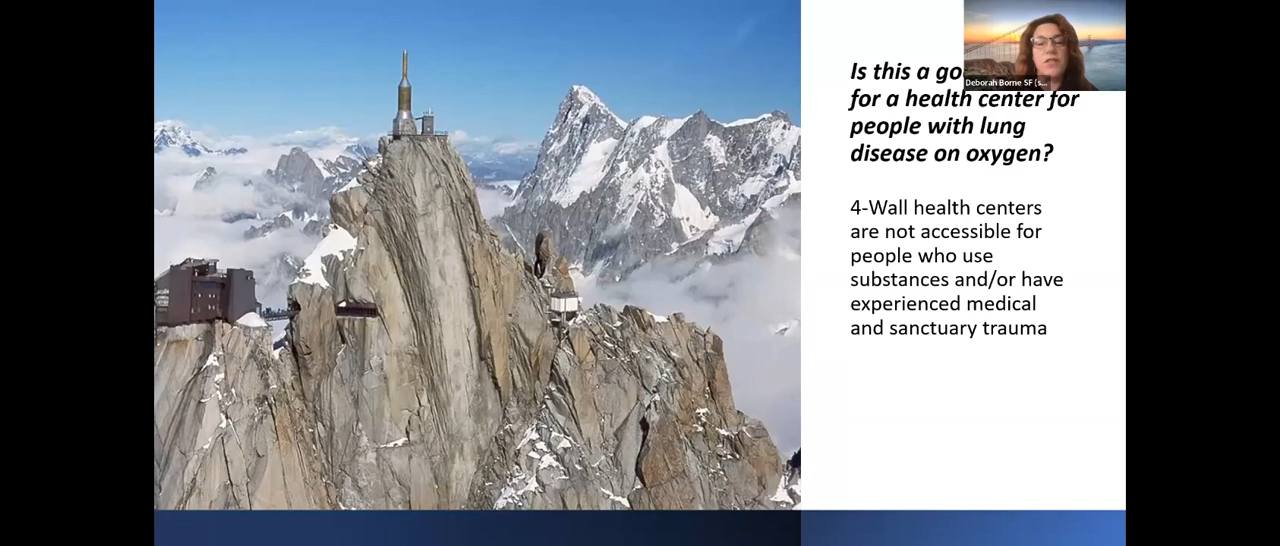 Deborah Borne SF (s...
Is this a go
for a health center for
people with lung
disease on oxygen?
4-Wall health centers
are not accessible for
people who use
substances and/or have
experienced medical
and sanctuary trauma